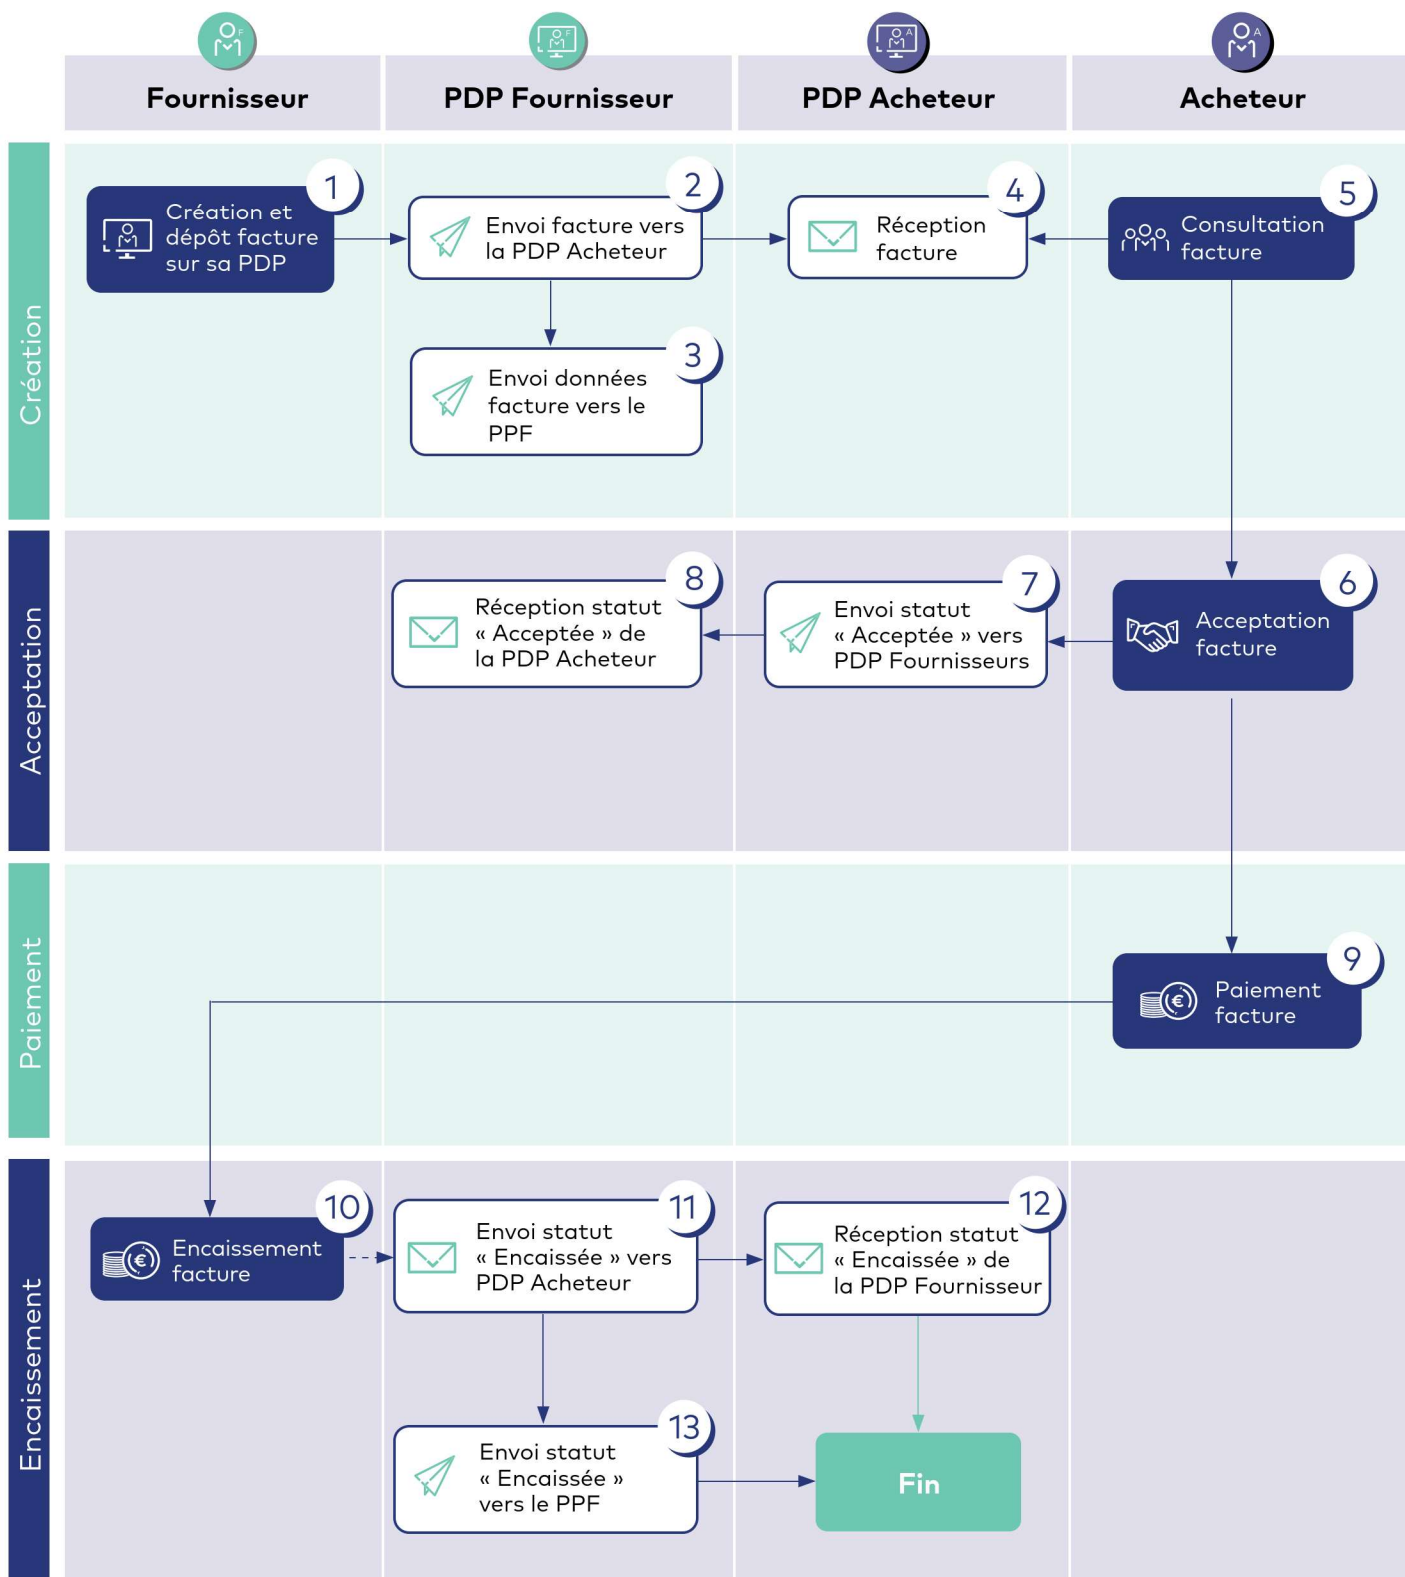 F
F
A
A
Fournisseur
PDP Fournisseur
PDP Acheteur
Acheteur
Création
1
Création et
dépôt facture
sur sa PDP
2
Envoi facture vers
la PDP Acheteur
3
Envoi données
facture vers le
PPF
4
Réception
facture
5
Consultation
facture
Acceptation
8
Réception statut
« Acceptée » de
la PDP Acheteur
7
Envoi statut
« Acceptée » vers
PDP Fournisseurs
6
Acceptation
facture
Paiement
9
€
Paiement
facture
Encaissement
10
€
Encaissement
facture
11
Envoi statut
« Encaissée » vers
PDP Acheteur
12
Réception statut
« Encaissée » de
la PDP Fournisseur
13
Envoi statut
« Encaissée »
vers le PPF
Fin